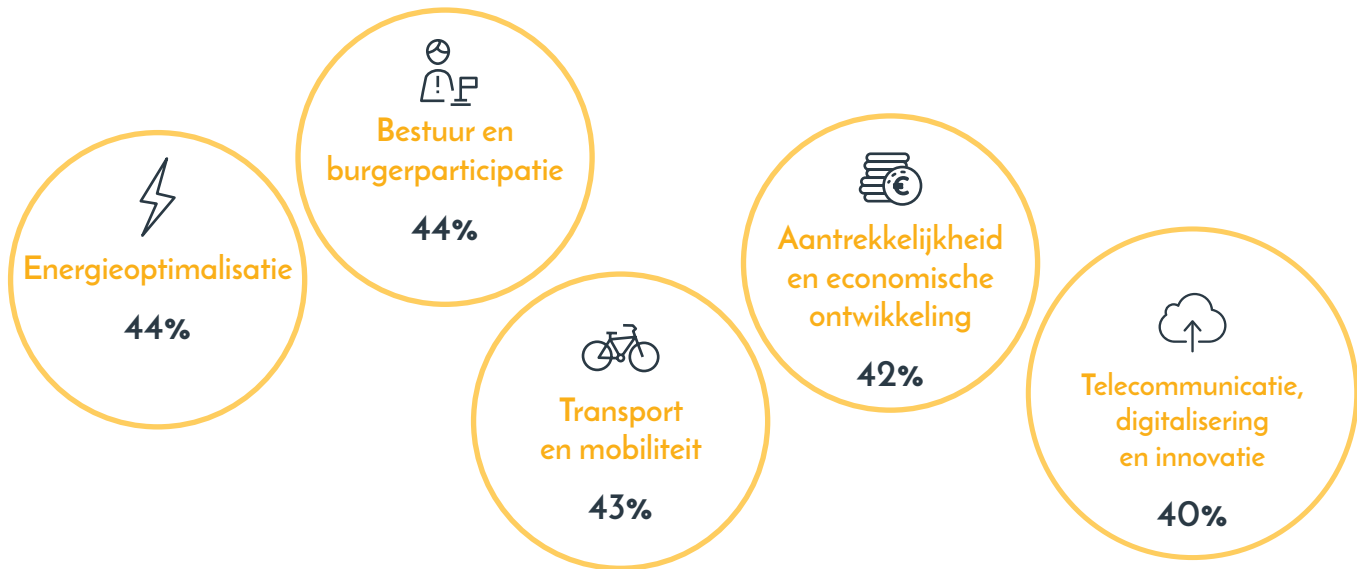 Energieoptimalisatie
44%
Bestuur en
burgerparticipatie
44%
Transport
en mobiliteit
43%
Aantrekkelijkheid
en economische
ontwikkeling
42%
Telecommunicatie,
digitalisering
en innovatie
40%